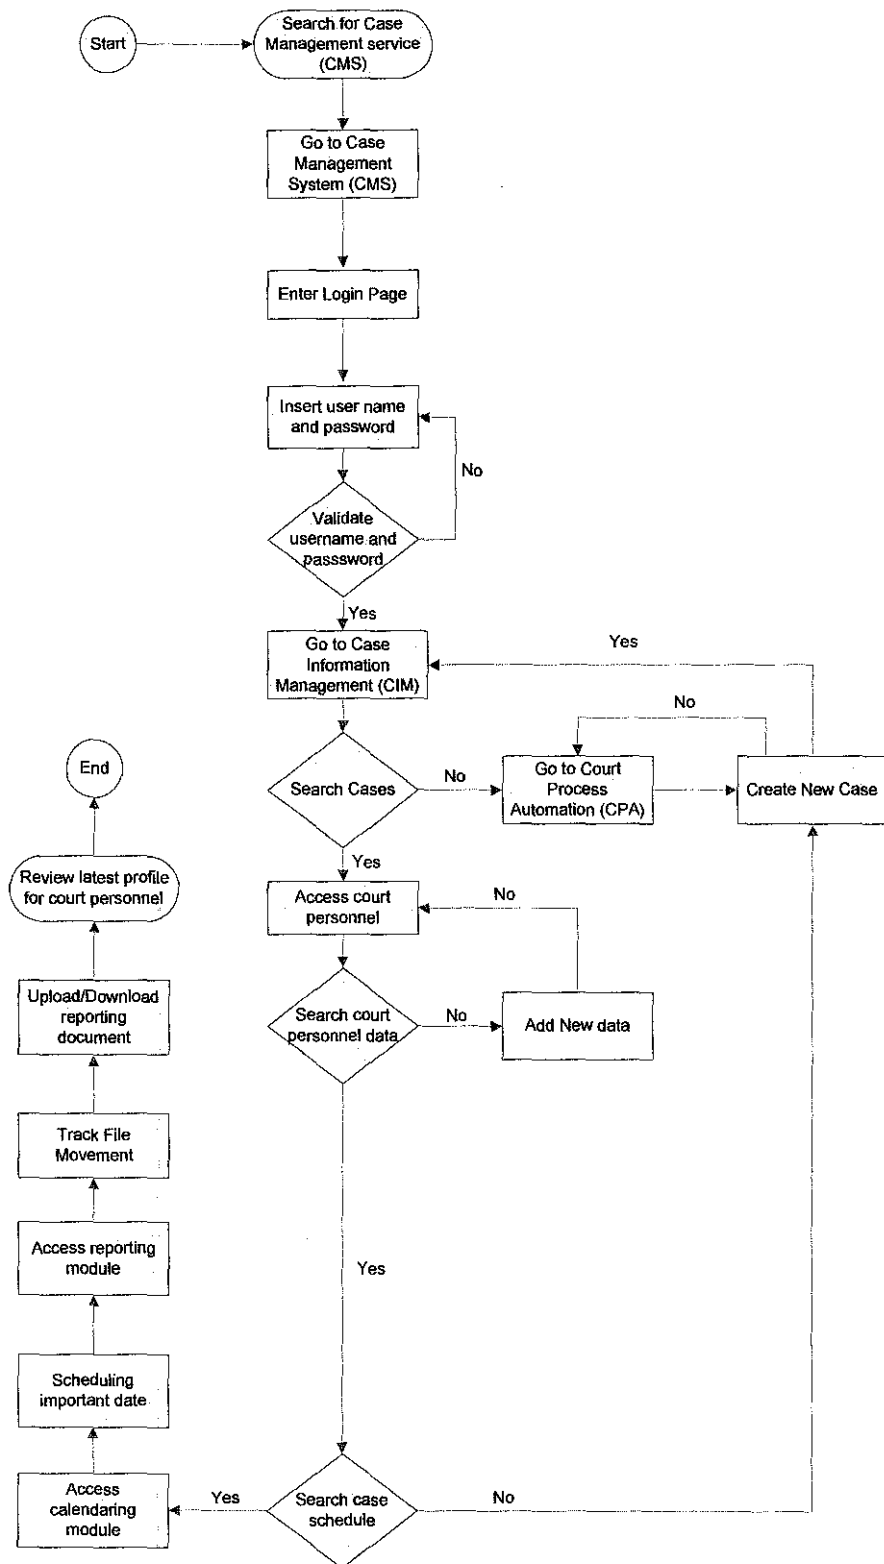 Start
Search for Case
Management service
(CMS)
Go to Case
Management
System (CMS)
Enter Login Page
Insert user name
and password
No
Validate
username and
passsword
Yes
Go to Case
Information
Management (CIM)
Yes
No
Search Cases
No
Go to Court
Process
Automation (CPA)
Create New Case
Yes
Access court
personnel
No
Search court
personnel data
No
Add New data
Yes
Search case
schedule
No
Yes
Access
calendaring
module
Scheduling
important date
Access reporting
module
Track File
Movement
Upload/Download
reporting
document
Review latest profile
for court personnel
End